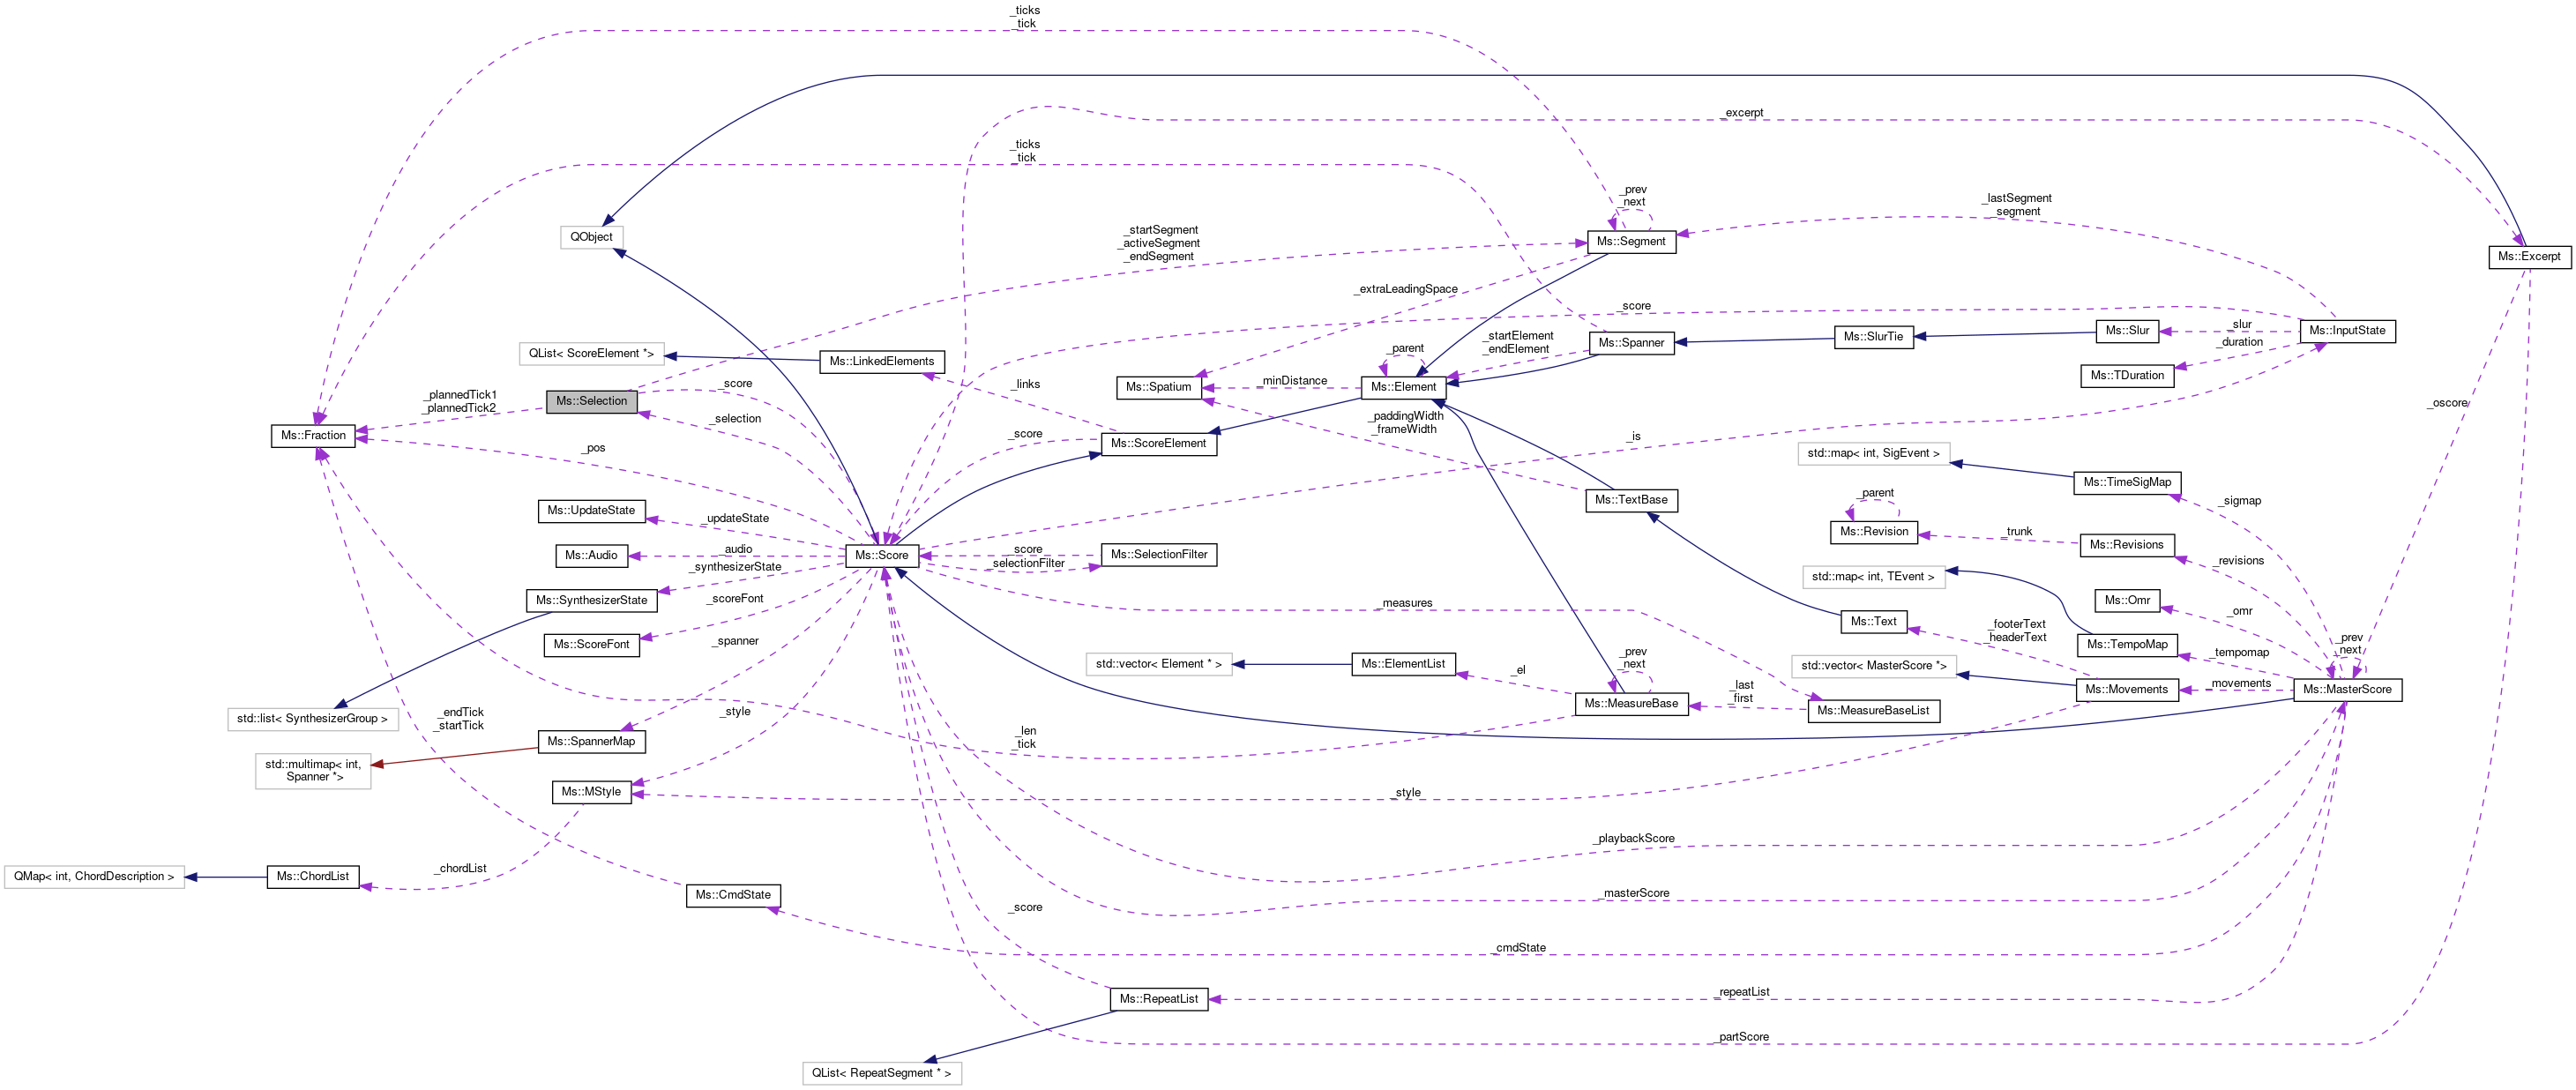 _ticks
_tick
_excerpt
_ticks
_tick
_prev
_next
_lastSegment
_segment
QObject
_startSegment
_activeSegment
_endSegment
Ms::Segment
Ms::Excerpt
_extraLeadingSpace
_score
_startElement
_endElement
Ms::Spanner
Ms::SlurTie
Ms::Slur
_slur
Ms::InputState
_duration
QList< ScoreElement *>
Ms::LinkedElements
_parent
Ms::TDuration
_links
Ms::Spatium
_minDistance
Ms::Element
_plannedTick1
_plannedTick2
Ms::Selection
_score
_selection
_paddingWidth
_frameWidth
_oscore
Ms::Fraction
_pos
_score
Ms::ScoreElement
_is
std::map< int, SigEvent >
Ms::TimeSigMap
_sigmap
Ms::UpdateState
_updateState
Ms::TextBase
_parent
Ms::Revision
_trunk
Ms::Revisions
_revisions
Ms::Audio
_audio
Ms::Score
_score
_selectionFilter
Ms::SelectionFilter
_synthesizerState
std::map< int, TEvent >
Ms::SynthesizerState
_scoreFont
_measures
Ms::Omr
_omr
Ms::ScoreFont
_spanner
Ms::Text
_footerText
_headerText
Ms::TempoMap
_tempomap
_prev
_next
std::vector< Element * >
Ms::ElementList
_el
_prev
_next
std::vector< MasterScore *>
Ms::Movements
_movements
Ms::MasterScore
_last
_first
Ms::MeasureBase
Ms::MeasureBaseList
std::list< SynthesizerGroup >
_endTick
_startTick
_style
Ms::SpannerMap
_len
_tick
std::multimap< int,
Spanner *>
Ms::MStyle
_style
_playbackScore
QMap< int, ChordDescription >
Ms::ChordList
_chordList
Ms::CmdState
_masterScore
_score
_cmdState
Ms::RepeatList
_repeatList
_partScore
QList< RepeatSegment * >